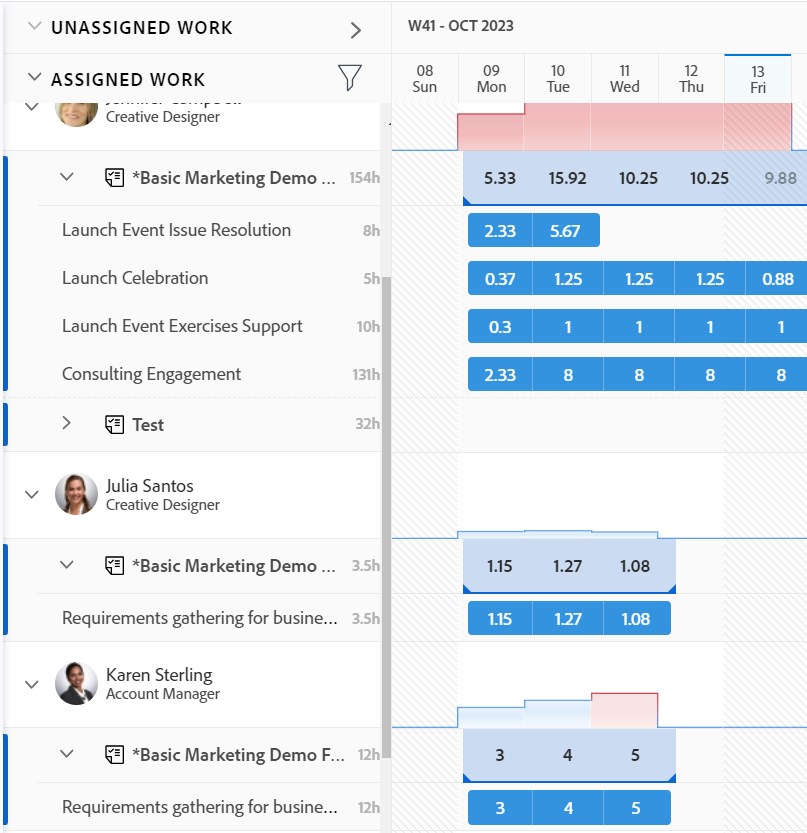 UNASSIGNED WORK
W41 - OCT 2023
ASSIGNED WORK
08 09 10 11 12 13
Sun Mon Tue Wed Thu Fri
Creative Designer
*Basic Marketing Demo ... 154h 5.33 15.92 10.25 10.25 9.88
Launch Event Issue Resolution 8h 2.33 5.67
Launch Celebration 5h 0.37 1.25 1.25 1.25 0.88
Launch Event Exercises Support 10h 0.3 1 1 1 1
Consulting Engagement 131h 2.33 8 8 8 8
Test 32h
Julia Santos
Creative Designer
*Basic Marketing Demo ... 3.5h 1.15 1.27 1.08
Requirements gathering for busine... 3.5h 1.15 1.27 1.08
Karen Sterling
Account Manager
*Basic Marketing Demo F... 12h 3 4 5
Requirements gathering for busine... 12h 3 4 5